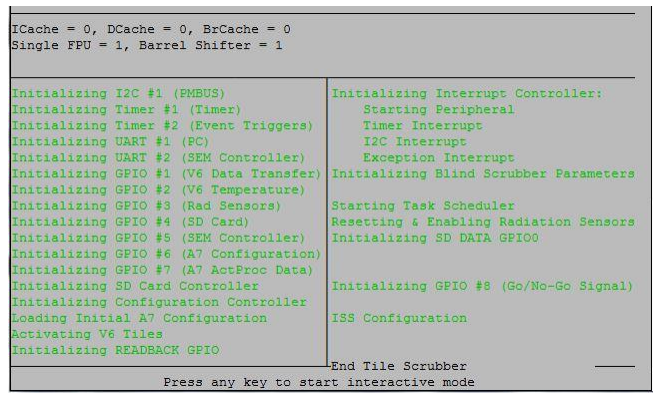 ICache = 0, DCache = 0, BrCache = 0
Single FPU = 1, Barrel Shifter = 1
Initializing I2C #1 (PMBUS)
Initializing Timer #1 (Timer)
Initializing Timer #2 (Event Triggers)
Initializing UART #1 (PC)
Initializing UART #2 (SEM Controller)
Initializing GPIO #1 (V6 Data Transfer)
Initializing GPIO #2 (V6 Temperature)
Initializing GPIO #3 (Rad Sensors)
Initializing GPIO #4 (SD Card)
Initializing GPIO #5 (SEM Controller)
Initializing GPIO #6 (A7 Configuration)
Initializing GPIO #7 (A7 ActProc Data)
Initializing SD Card Controller
Initializing Configuration Controller
Loading Initial A7 Configuration
Activating V6 Tiles
Initializing READBACK GPIO
Initializing Interrupt Controller:
Starting Peripheral
Timer Interrupt
I2C Interrupt
Exception Interrupt
Initializing Blind Scrubber Parameters
Starting Task Scheduler
Resetting & Enabling Radiation Sensors
Initializing SD DATA GPIO0
Initializing GPIO #8 (Go/No-Go Signal)
ISS Configuration
End Tile Scrubber
Press any key to start interactive mode